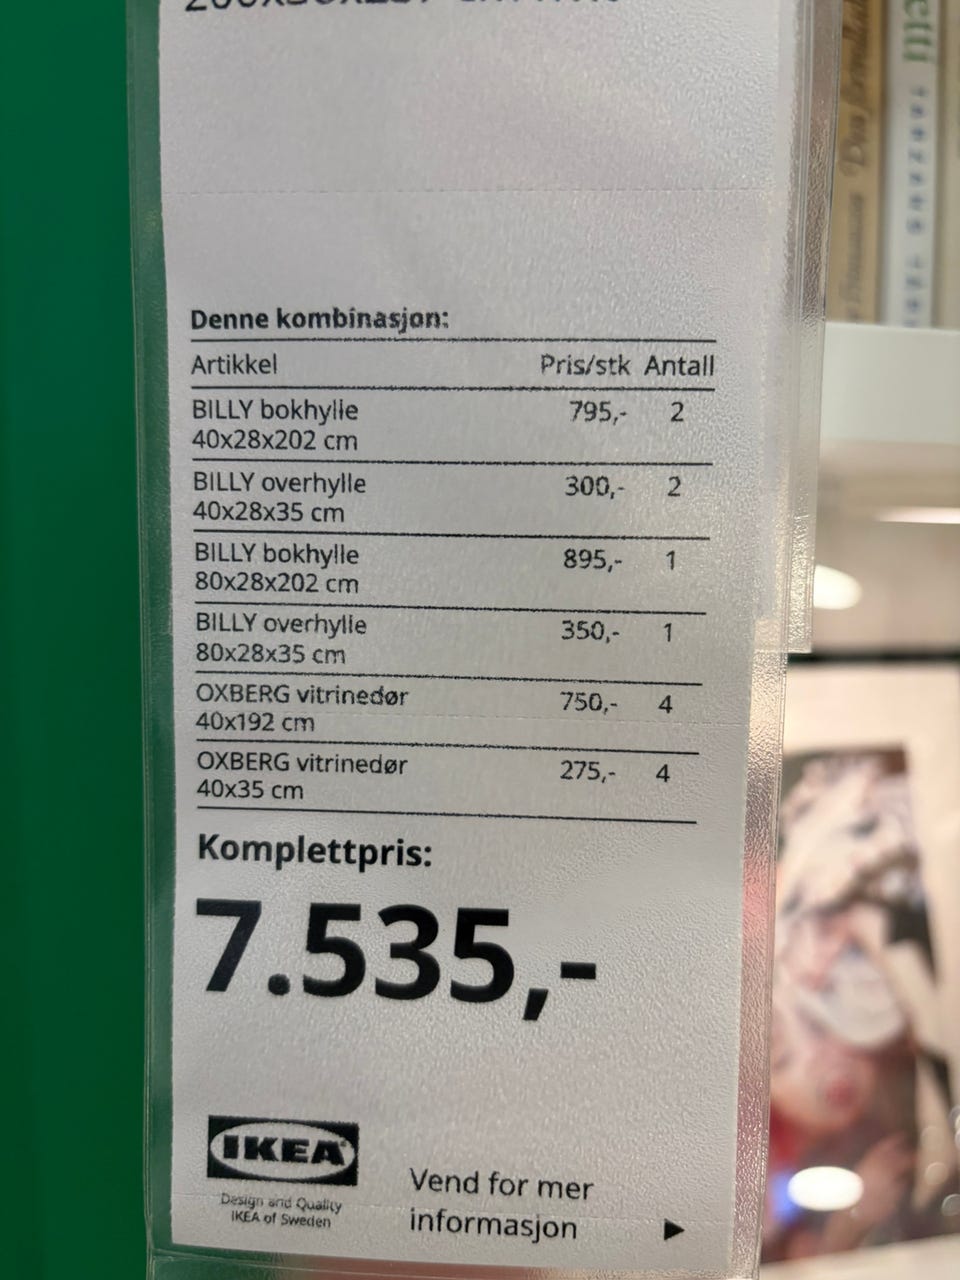 Denne kombinasjon:
Artikkel Pris/stk Antall
BILLY bokhylle 795,- 2
40x28x202 cm
BILLY overhylle 300,- 2
40x28x35 cm
BILLY bokhylle 895,- 1
80x28x202 cm
BILLY overhylle 350,- 1
80x28x35 cm
OXBERG vitrinedør 750,- 4
40x192 cm
OXBERG vitrinedør 275,- 4
40x35 cm
Komplettpris:
7.535,-
IKEA
Design and Quality
IKEA of Sweden
Vend for mer
informasjon